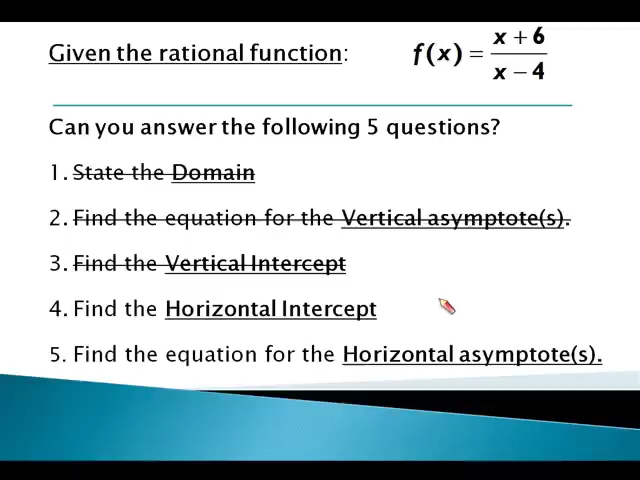 Given the rational function: f(x) = x + 6 / x − 4
Can you answer the following 5 questions?
1. State the Domain
2. Find the equation for the Vertical asymptote(s).
3. Find the Vertical Intercept
4. Find the Horizontal Intercept
5. Find the equation for the Horizontal asymptote(s).